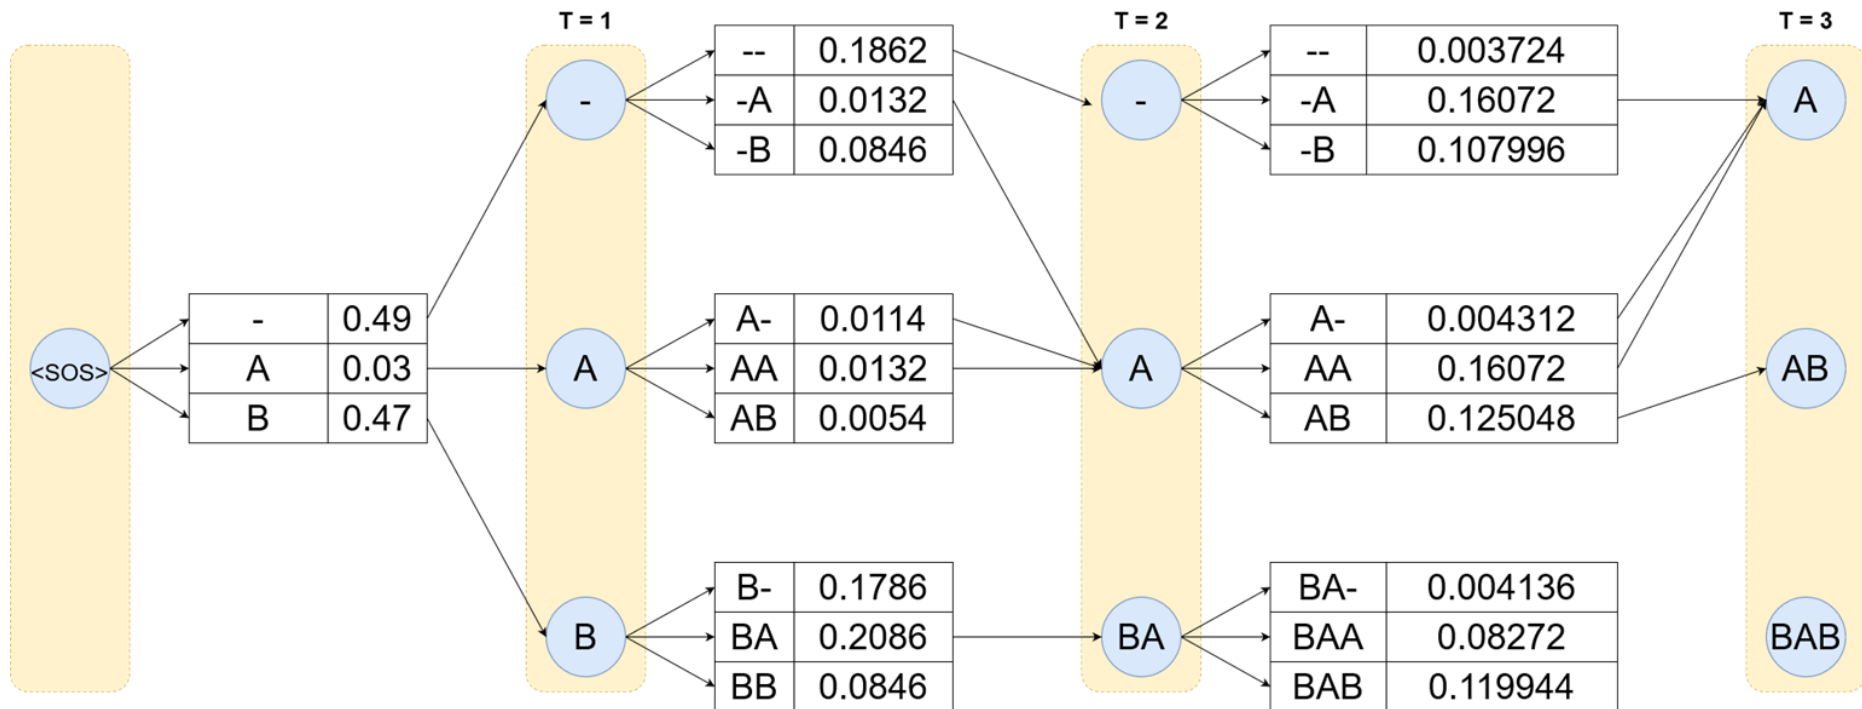 T = 1
T = 2
T = 3
<SOS>
- 0.49
A 0.03
B 0.47
-
A
B
-- 0.1862
-A 0.0132
-B 0.0846
A- 0.0114
AA 0.0132
AB 0.0054
B- 0.1786
BA 0.2086
BB 0.0846
-
A
BA
-- 0.003724
-A 0.16072
-B 0.107996
A- 0.004312
AA 0.16072
AB 0.125048
BA- 0.004136
BAA 0.08272
BAB 0.119944
A
AB
BAB